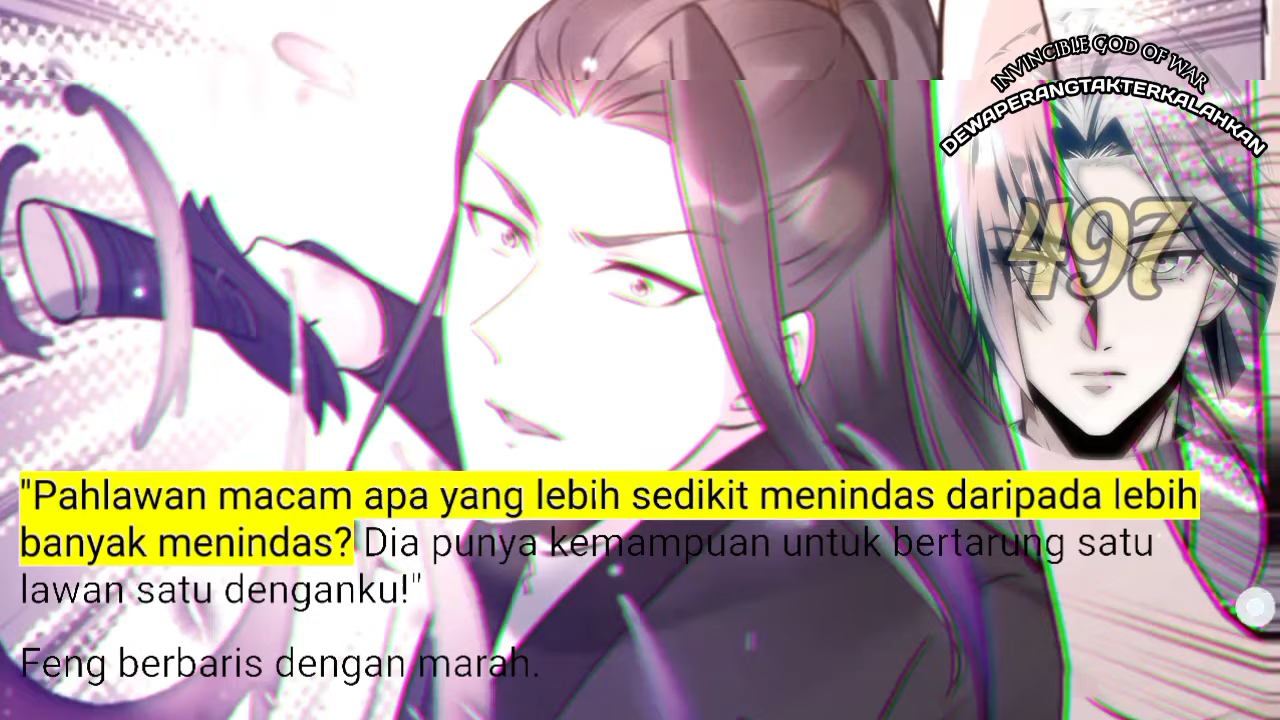 INVINCIBLE GOD OF WAR
DEWAPERANGTAKTERKALAHKAN
497
"Pahlawan macam apa yang lebih sedikit menindas daripada lebih
banyak menindas? Dia punya kemampuan untuk bertarung satu
lawan satu denganku!"
Feng berbaris dengan marah.